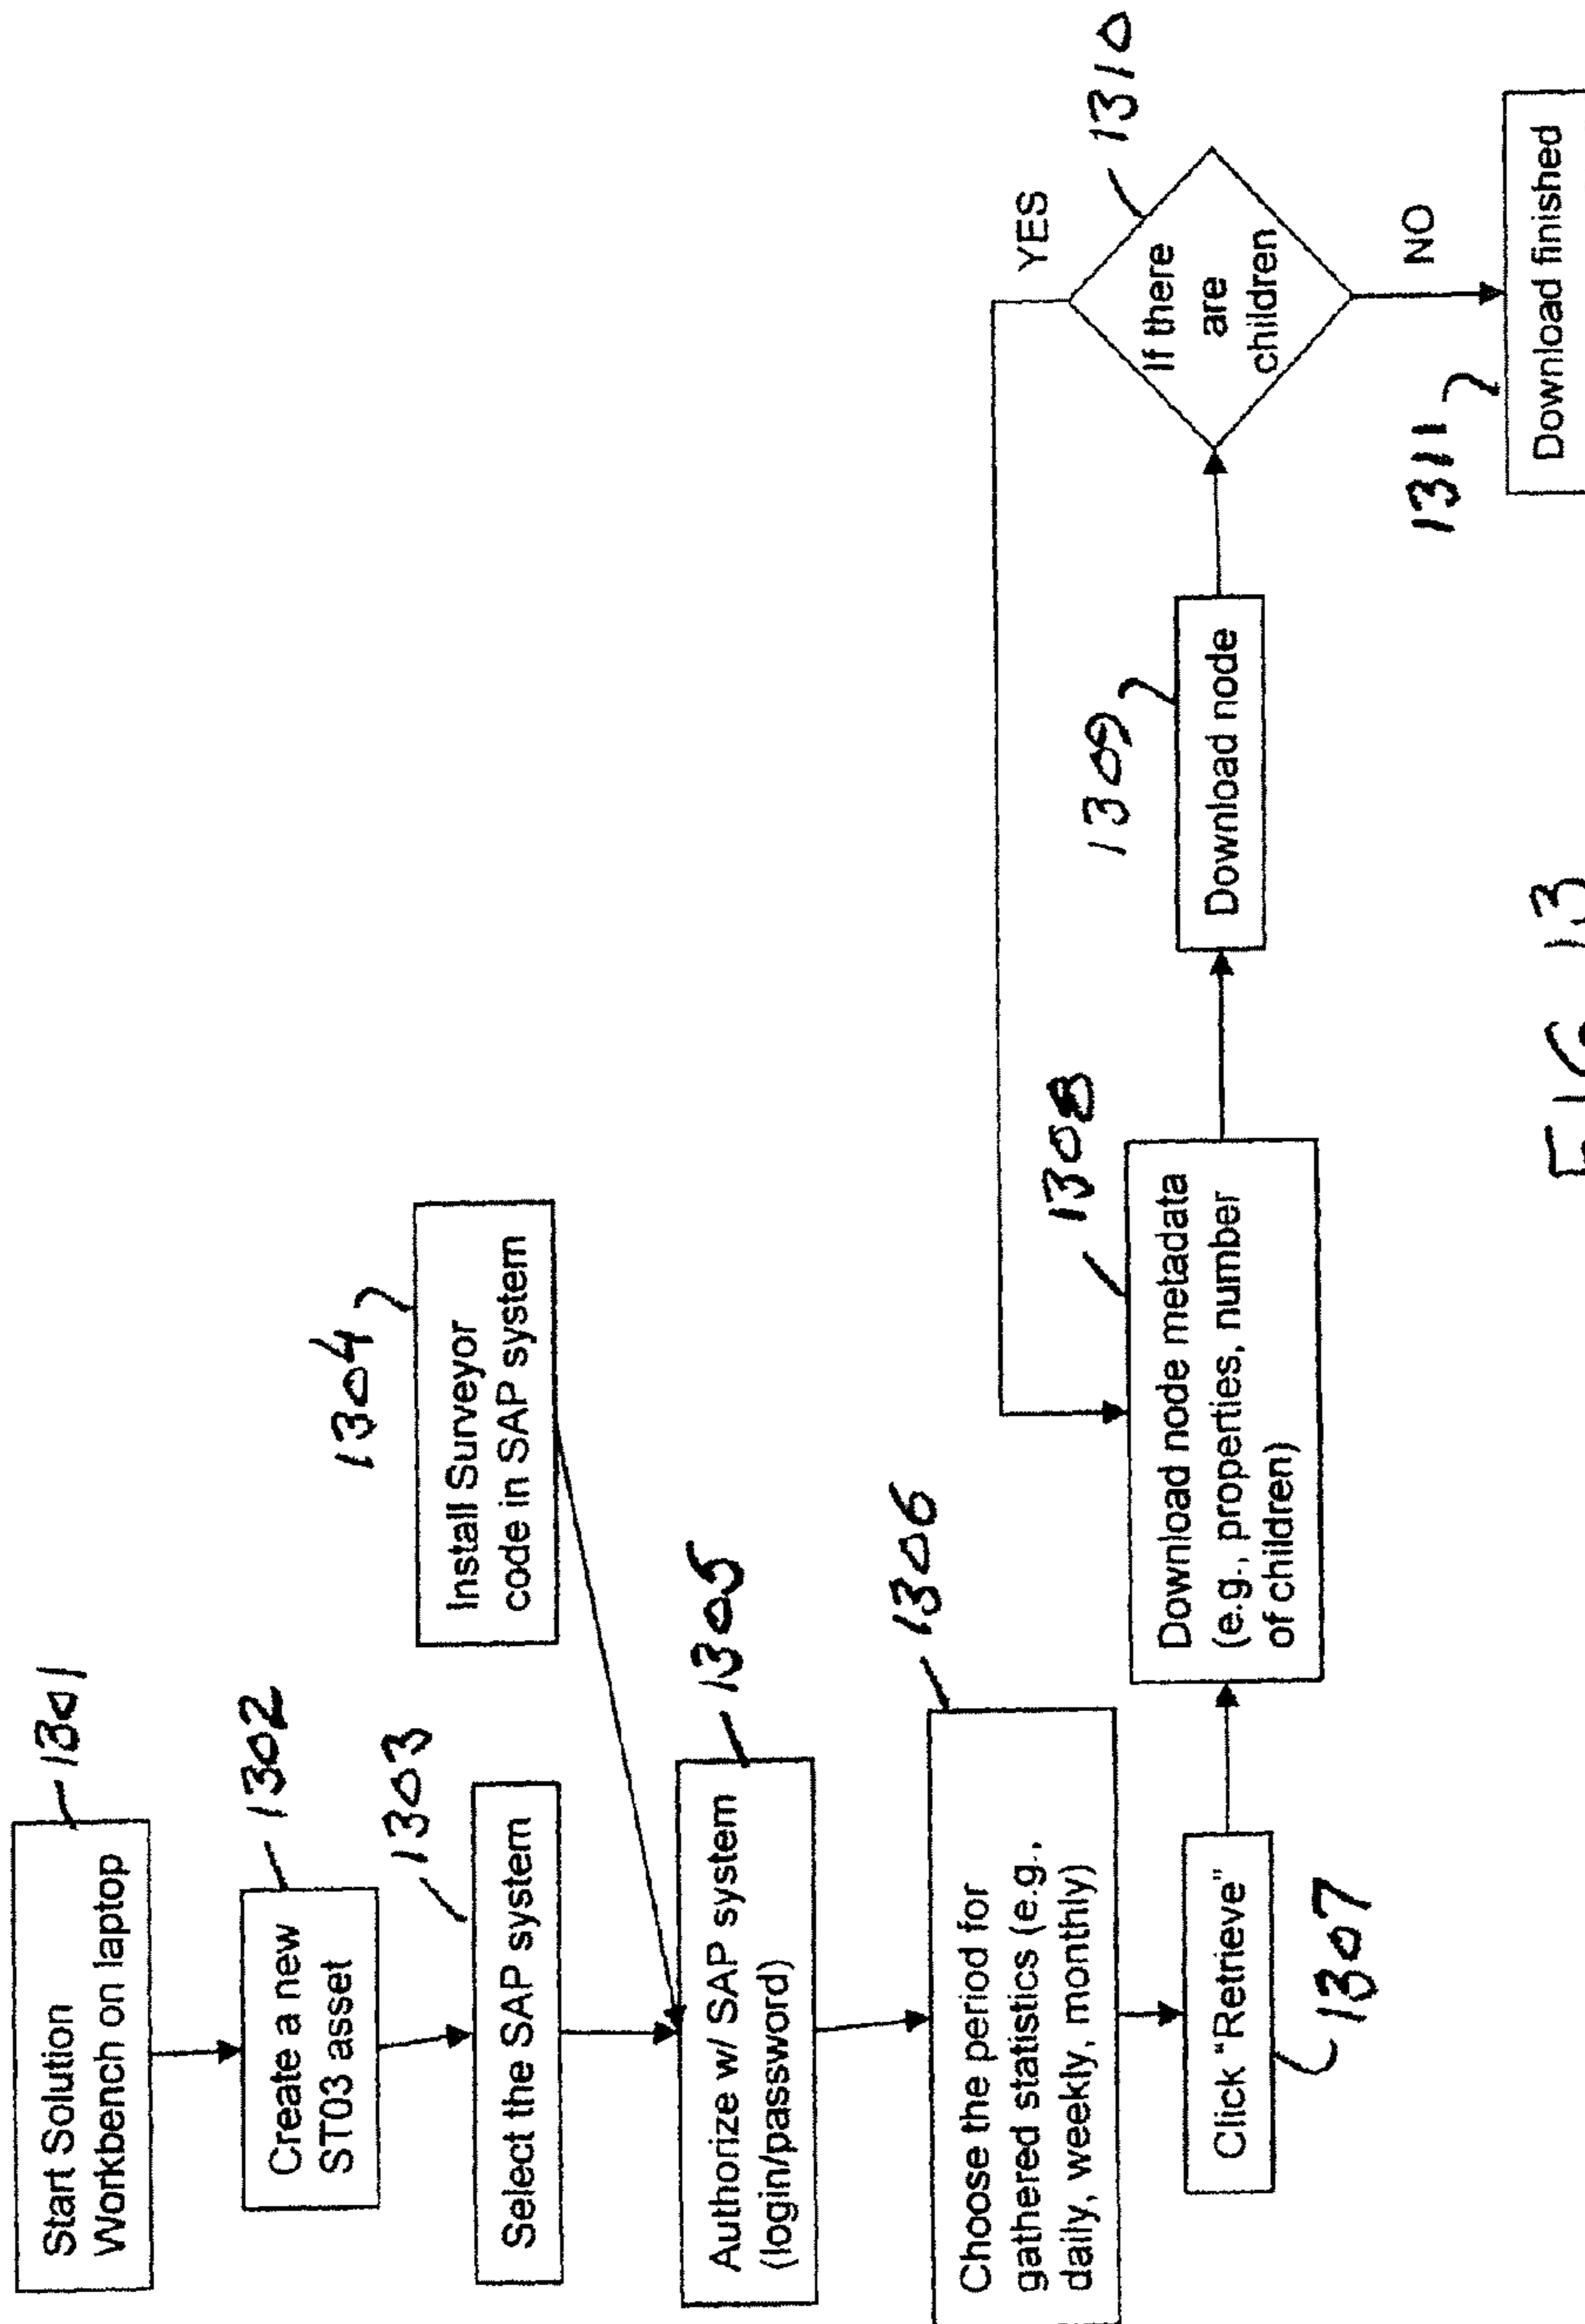 Start Solution
Workbench on laptop
1301
Create a new
ST03 asset
1302
Select the SAP system
1303
Install Surveyor
code in SAP system
1304
Authorize w/ SAP system
(login/password)
1305
Choose the period for
gathered statistics (e.g.,
daily, weekly, monthly)
1306
Click “Retrieve”
1307
Download node metadata
(e.g., properties, number
of children)
1308
Download node
1309
If there
are
children
1310
YES
NO
Download finished
1311
FIG 13